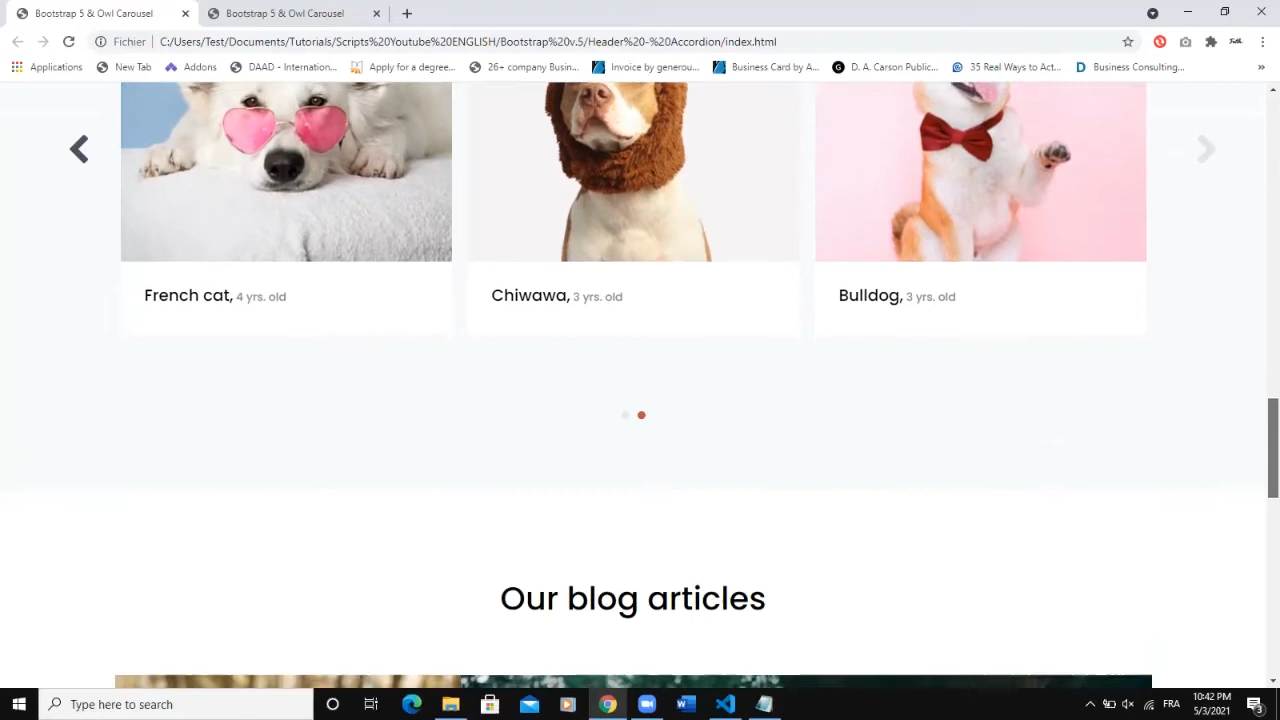 Bootstrap 5 & Owl Carousel
Bootstrap 5 & Owl Carousel
Fichier
C:/Users/Test/Documents/Tutorials/Scripts%20Youtube%20ENGLISH/Bootstrap%20v.5/Header%20-%20Accordion/index.html
Applications
New Tab
Addons
DAAD - Internation...
Apply for a degree...
26+ company Busin...
Invoice by generou...
Business Card by A...
D. A. Carson Public...
35 Real Ways to Act...
Business Consulting...
»
French cat, 4 yrs. old
Chiwawa, 3 yrs. old
Bulldog, 3 yrs. old
Our blog articles
Type here to search
FRA
10:42 PM
5/3/2021
3